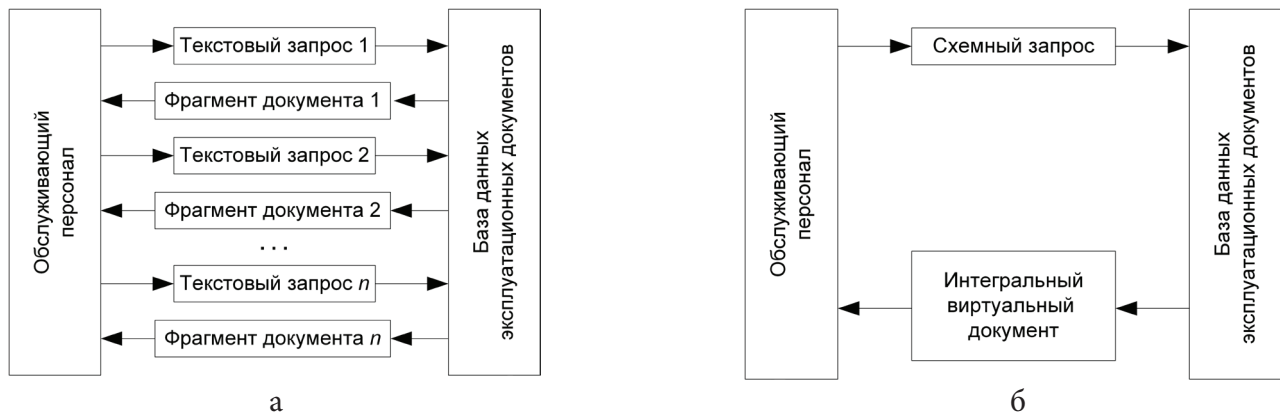 Обслуживающий
персонал
Текстовый запрос 1
Фрагмент документа 1
Текстовый запрос 2
Фрагмент документа 2
. . .
Текстовый запрос n
Фрагмент документа n
База данных
эксплуатационных документов
а
Обслуживающий
персонал
Схемный запрос
Интегральный
виртуальный
документ
База данных
эксплуатационных документов
б